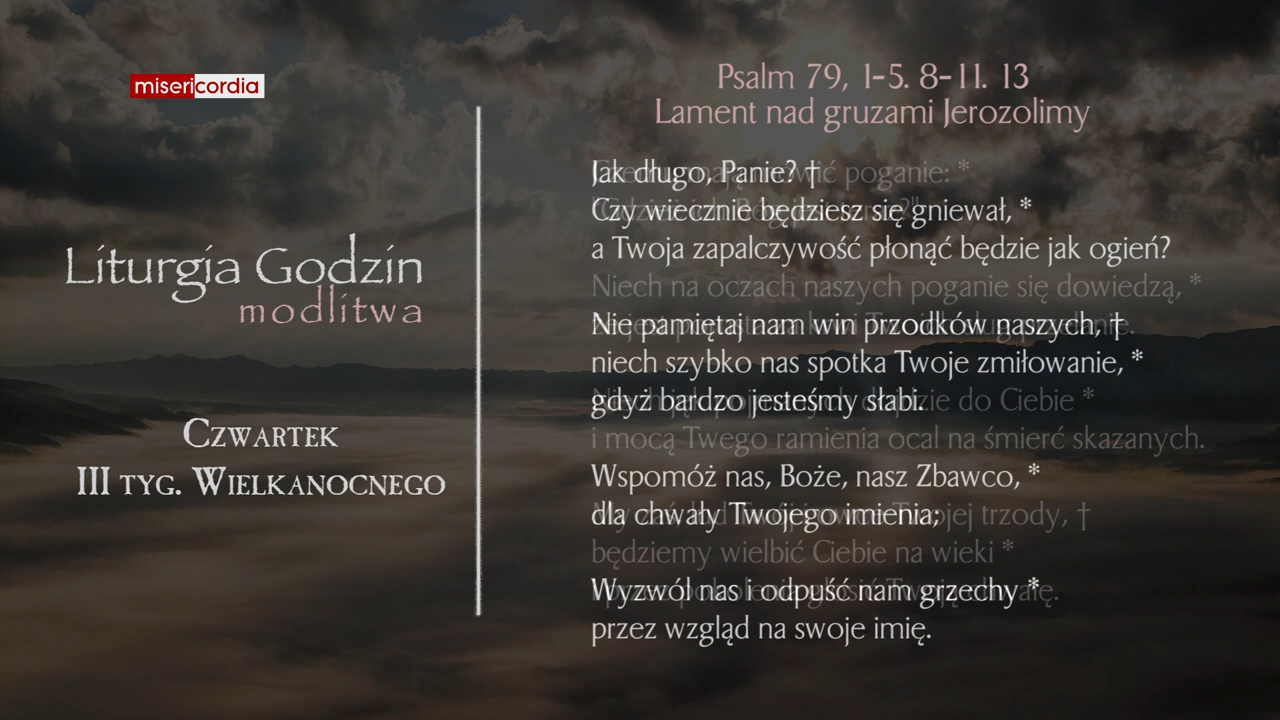 misericordia
Liturgia Godzin
modlitwa
Czwartek
III tyg. Wielkanocnego
Psalm 79, 1-5. 8-11. 13
Lament nad gruzami Jerozolimy
Jak długo, Panie? †
poganie: *
Czy wiecznie będziesz się gniewał, *
a Twoja zapalczywość płonąć będzie jak ogień?
Niech na oczach naszych poganie się dowiedzą, *
Nie pamiętaj nam win przodków naszych, †
niech szybko nas spotka Twoje zmiłowanie, *
gdyż bardzo jesteśmy słabi.
do Ciebie *
i mocą Twego ramienia ocal na śmierć skazanych.
Wspomóż nas, Boże, nasz Zbawco, *
dla chwały Twojego imienia;
trzody, †
będziemy wielbić Ciebie na wieki *
Wyzwól nas i odpuść nam grzechy *
przez wzgląd na swoje imię.